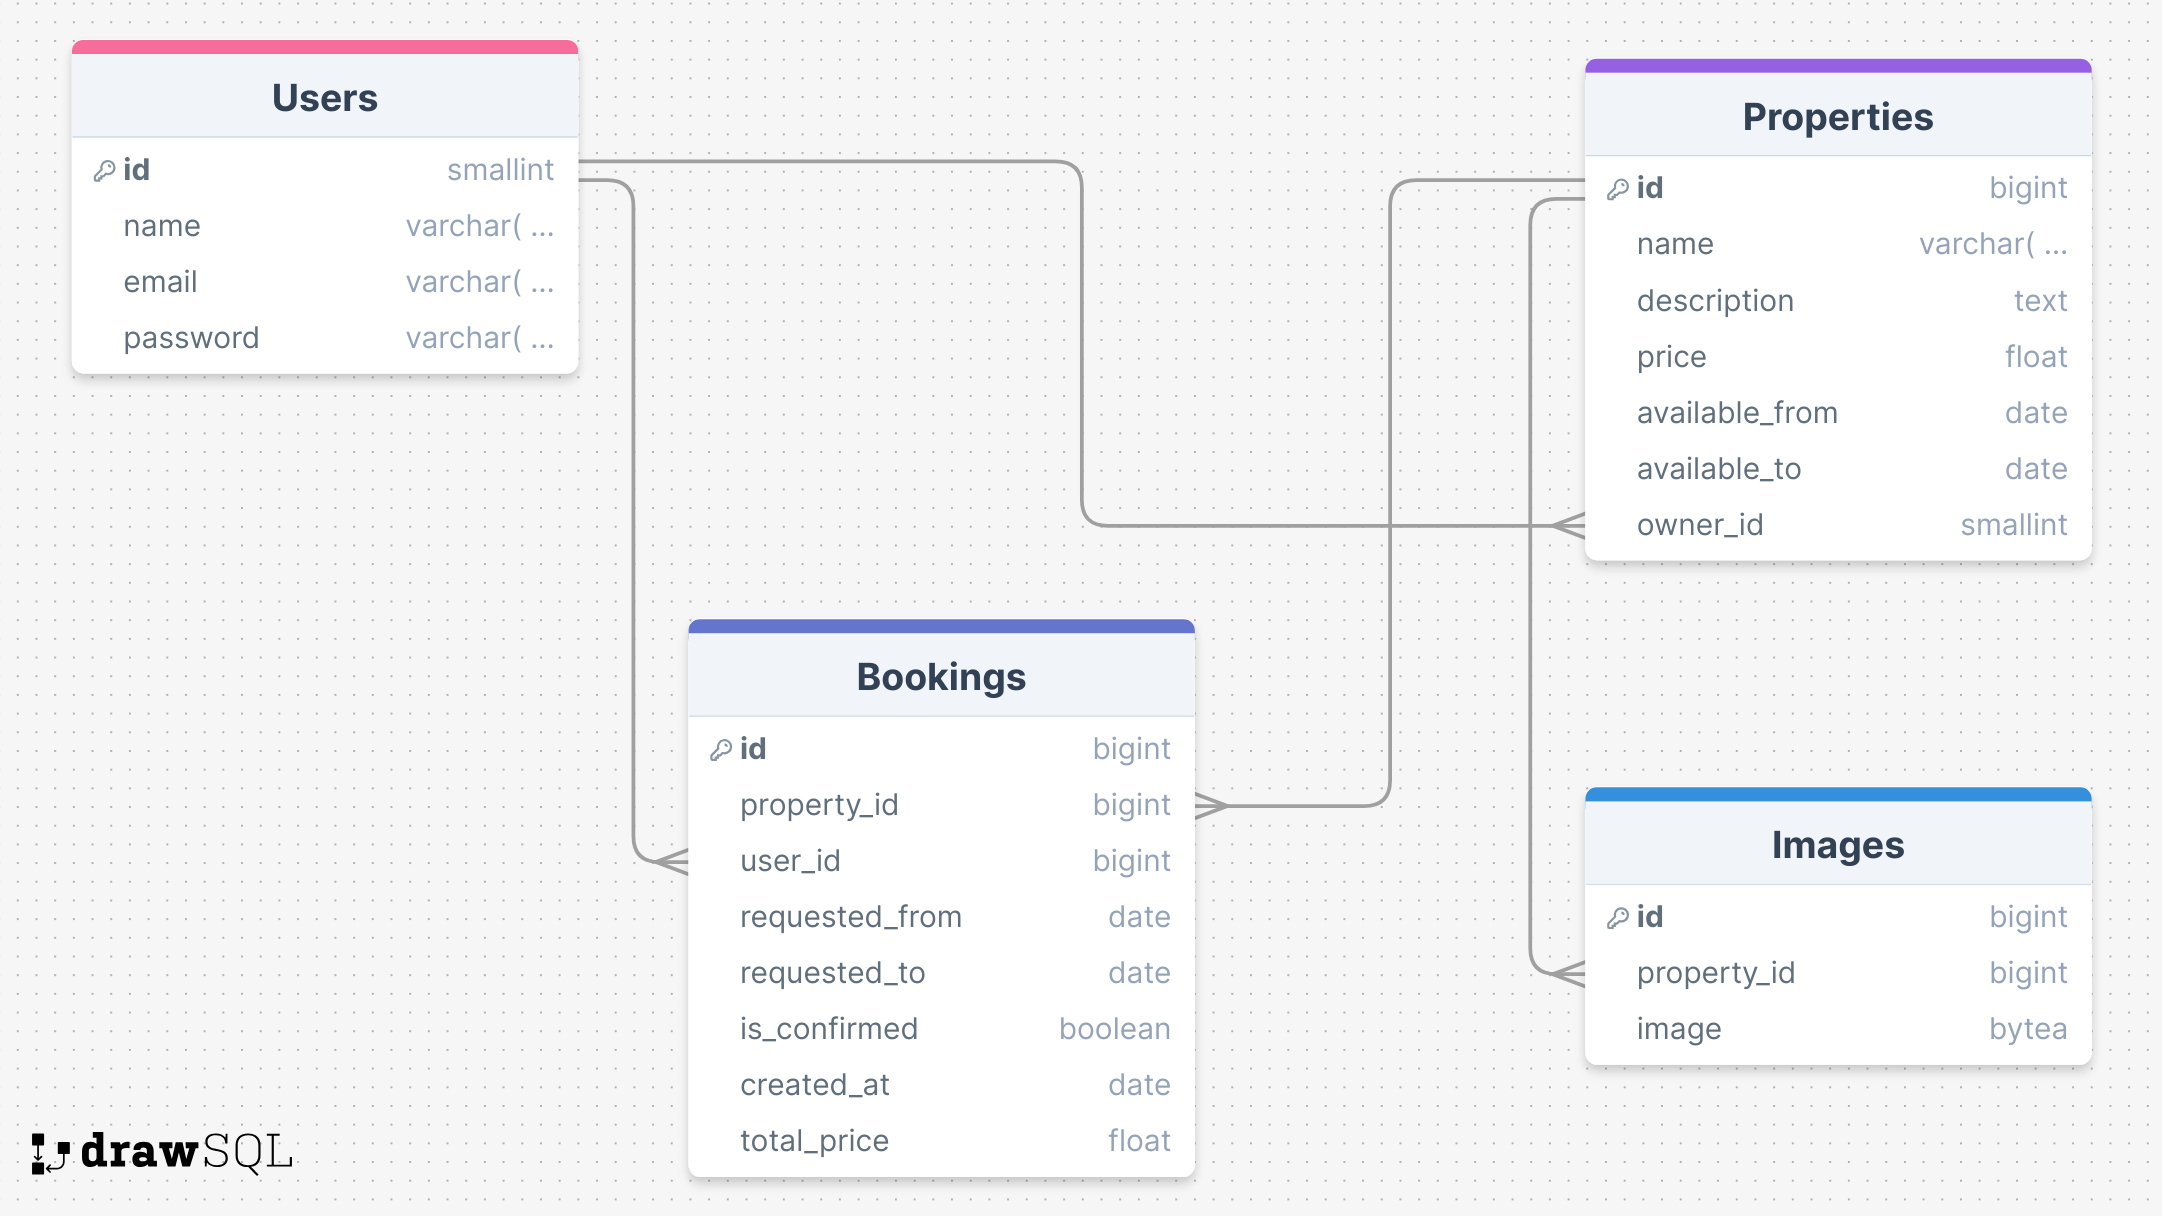 Users
id smallint
name varchar( ...
email varchar( ...
password varchar( ...
Properties
id bigint
name varchar( ...
description text
price float
available_from date
available_to date
owner_id smallint
Bookings
id bigint
property_id bigint
user_id bigint
requested_from date
requested_to date
is_confirmed boolean
created_at date
total_price float
Images
id bigint
property_id bigint
image bytea
drawSQL